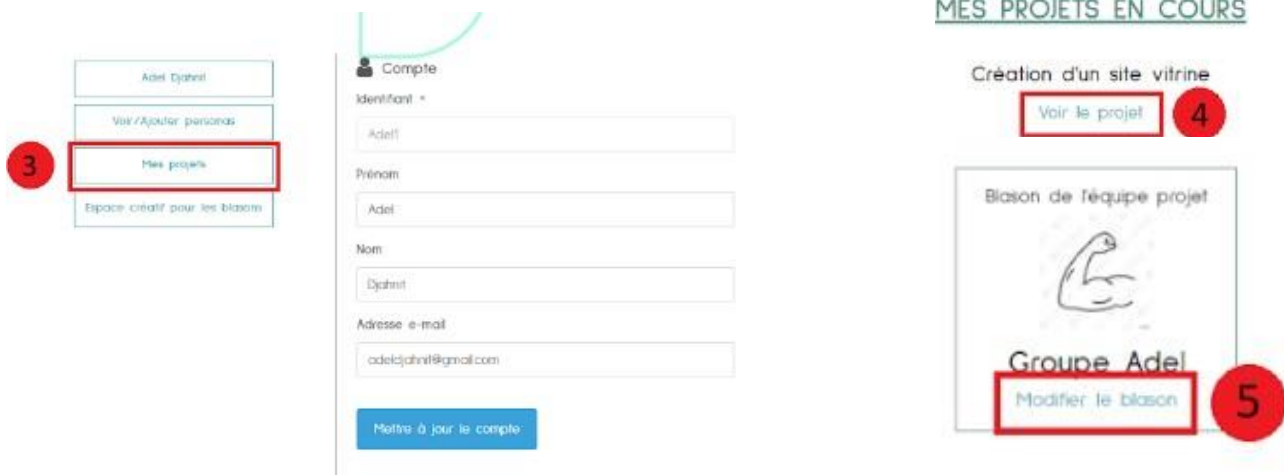 Adel Djahnit
Voir/Ajouter personas
3
Mes projets
Espace créatif pour les blasons
Compte
Identifiant *
Adel1
Prénom
Adel
Nom
Djahnit
Adresse e-mail
adeldjahnit@gmail.com
Mettre à jour le compte
MES PROJETS EN COURS
Création d'un site vitrine
Voir le projet
4
Blason de l'équipe projet
Groupe Adel
Modifier le blason
5